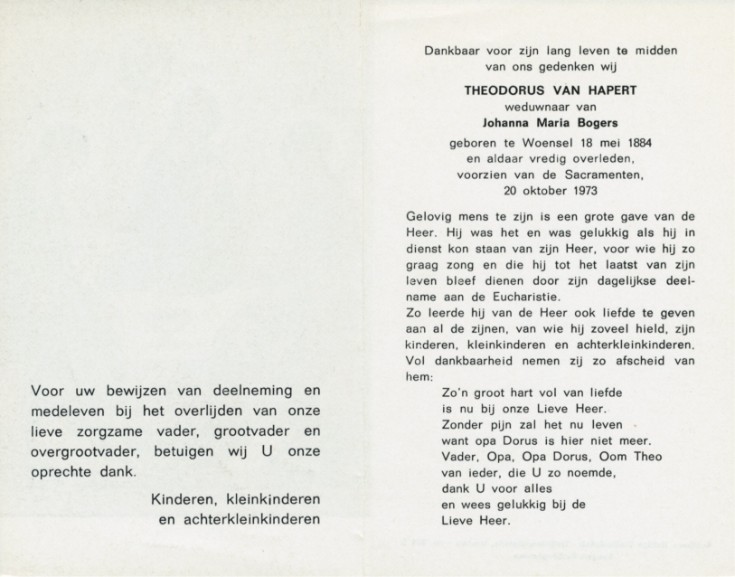 Voor uw bewijzen van deelneming en
medeleven bij het overlijden van onze
lieve zorgzame vader, grootvader en
overgrootvader, betuigen wij U onze
oprechte dank.
Kinderen, kleinkinderen
en achterkleinkinderen
Dankbaar voor zijn lang leven te midden
van ons gedenken wij
THEODORUS VAN HAPERT
weduwnaar van
Johanna Maria Bogers
geboren te Woensel 18 mei 1884
en aldaar vredig overleden,
voorzien van de Sacramenten,
20 oktober 1973
Gelovig mens te zijn is een grote gave van de
Heer. Hij was het en was gelukkig als hij in
dienst kon staan van zijn Heer, voor wie hij zo
graag zong en die hij tot het laatst van zijn
leven bleef dienen door zijn dagelijkse deel-
name aan de Eucharistie.
Zo leerde hij van de Heer ook liefde te geven
aan al de zijnen, van wie hij zoveel hield, zijn
kinderen, kleinkinderen en achterkleinkinderen.
Vol dankbaarheid nemen zij zo afscheid van
hem:
Zo'n groot hart vol van liefde
is nu bij onze Lieve Heer.
Zonder pijn zal het nu leven
want opa Dorus is hier niet meer.
Vader, Opa, Opa Dorus, Oom Theo
van ieder, die U zo noemde,
dank U voor alles
en wees gelukkig bij de
Lieve Heer.